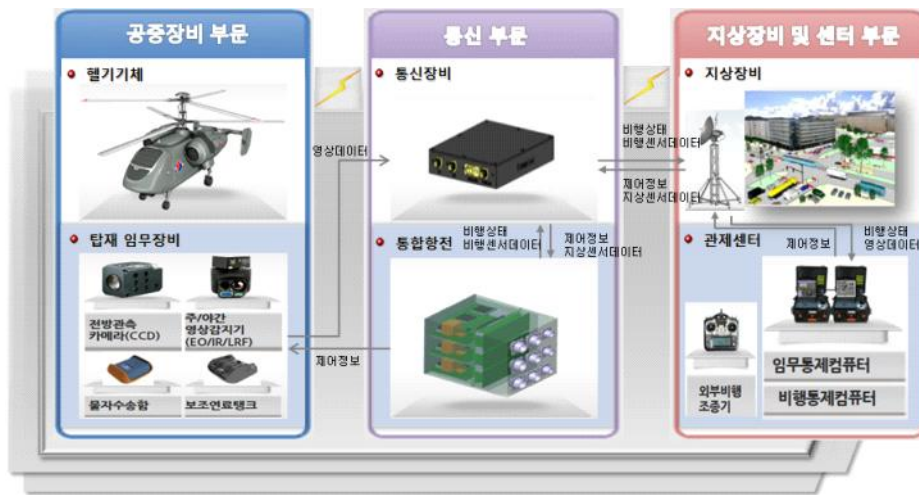 공중장비 부문
헬기기체
탑재 임무장비
전방관측
카메라(CCD)
주/야간
영상감지기
(EO/IR/LRF)
물자수송함
보조연료탱크
영상데이터
제어정보
통신 부문
통신장비
통합항전
비행상태
비행센서데이터
제어정보
지상센서데이터
비행상태
비행센서데이터
제어정보
지상센서데이터
지상장비 및 센터 부문
지상장비
관제센터
제어정보
비행상태
영상데이터
외부비행
조종기
임무통제컴퓨터
비행통제컴퓨터